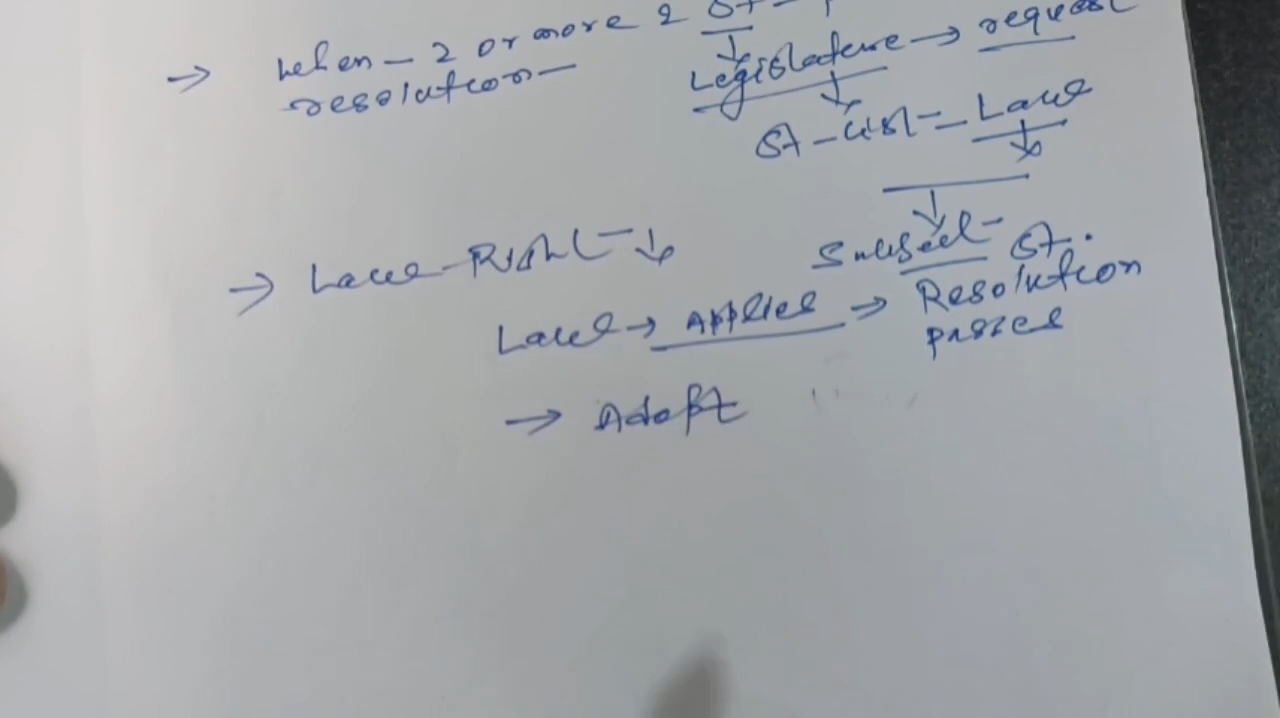 → when - 2 or more 2 St -
resolution -
Legislature → request
St - List - Law
Subject - St.
→ Law - Right -
Law → Applies → Resolution
passes
→ Adopt